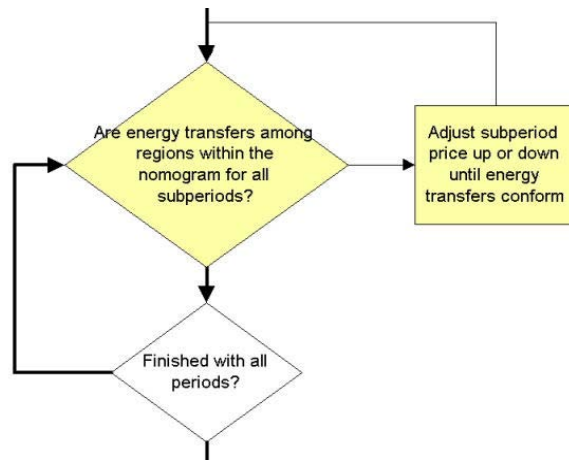 Are energy transfers among
regions within the
nomogram for all
subperiods?
Adjust subperiod
price up or down
until energy
transfers conform
Finished with all
periods?